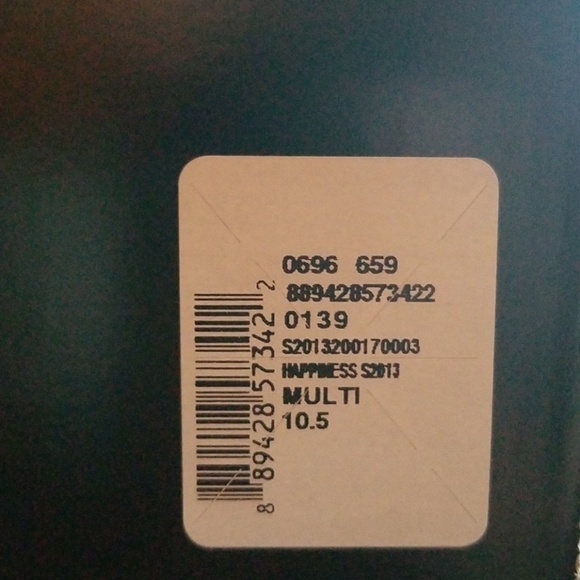 0696 659
889428573422
0139
S2013200170003
HAPPINESS S2013
MULTI
10.5
8 89428 57342 2